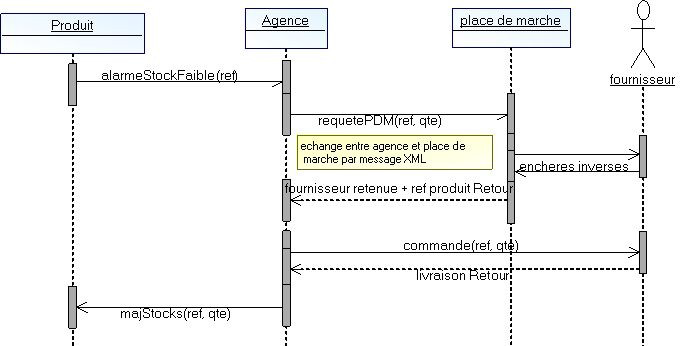 Produit
Agence
place de marche
fournisseur
alarmeStockFaible(ref)
requetePDM(ref, qte)
echange entre agence et place de
marche par message XML
encheres inverses
fournisseur retenue + ref produit Retour
commande(ref, qte)
livraison Retour
majStocks(ref, qte)